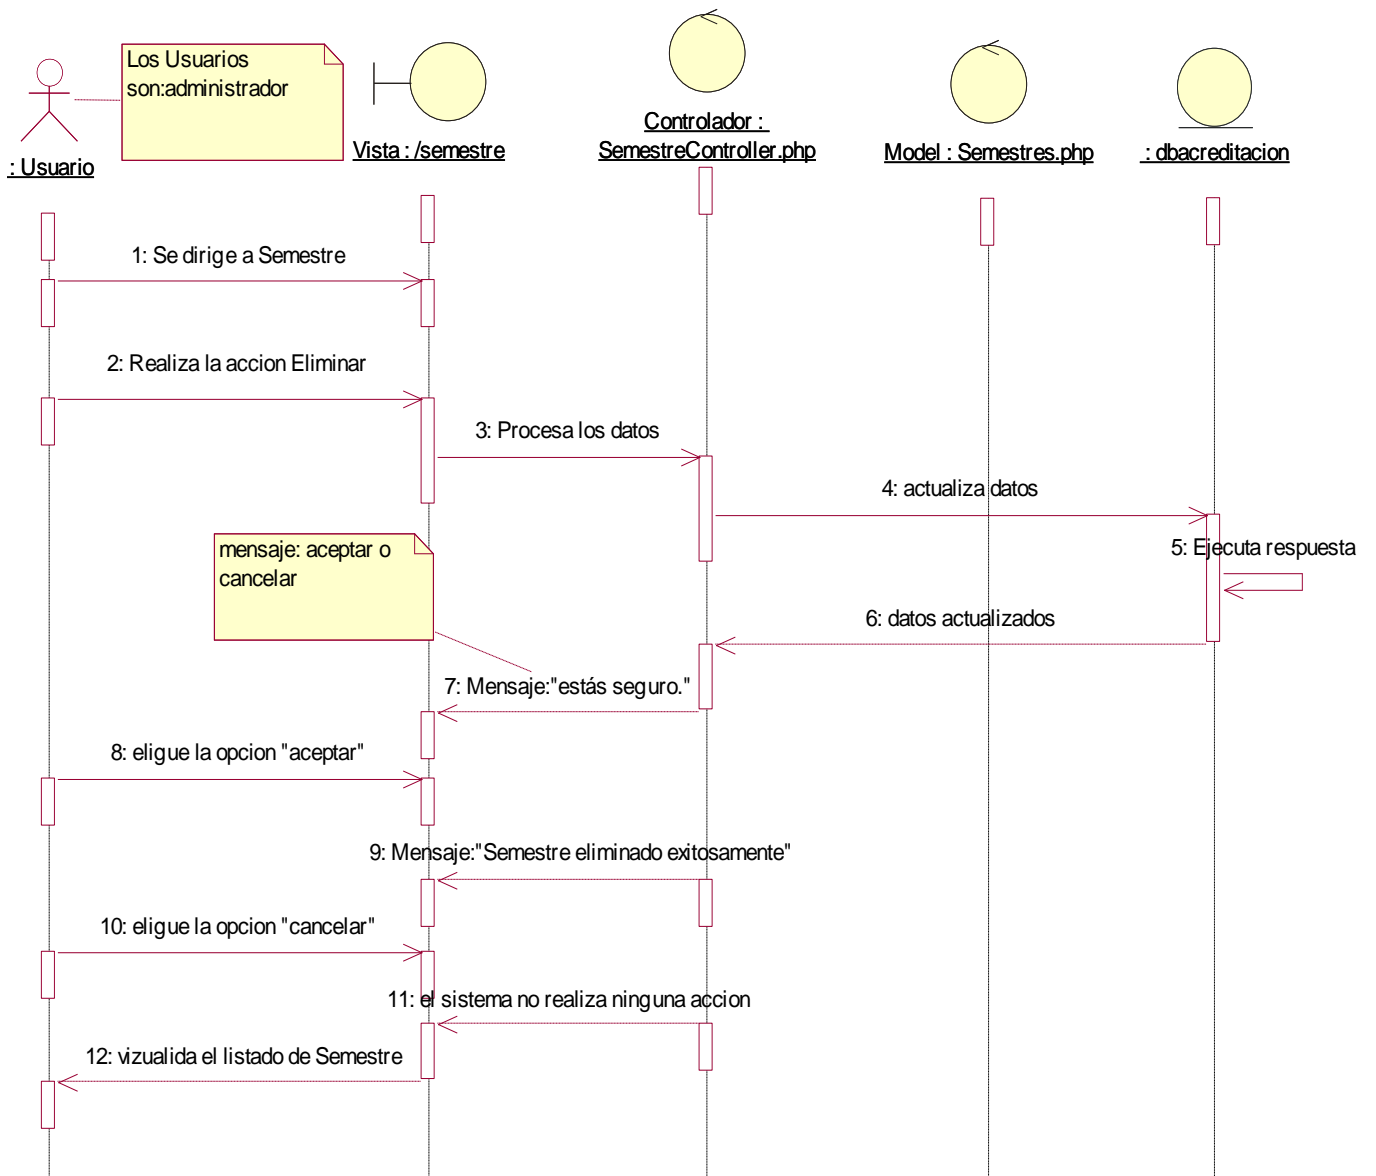 Los Usuarios
son:administrador
: Usuario
Vista : /semestre
Controlador :
SemestreController.php
Model : Semestres.php
: dbacreditacion
1: Se dirige a Semestre
2: Realiza la accion Eliminar
3: Procesa los datos
4: actualiza datos
5: Ejecuta respuesta
mensaje: aceptar o
cancelar
6: datos actualizados
7: Mensaje:"estás seguro."
8: eligue la opcion "aceptar"
9: Mensaje:"Semestre eliminado exitosamente"
10: eligue la opcion "cancelar"
11: el sistema no realiza ninguna accion
12: vizualida el listado de Semestre